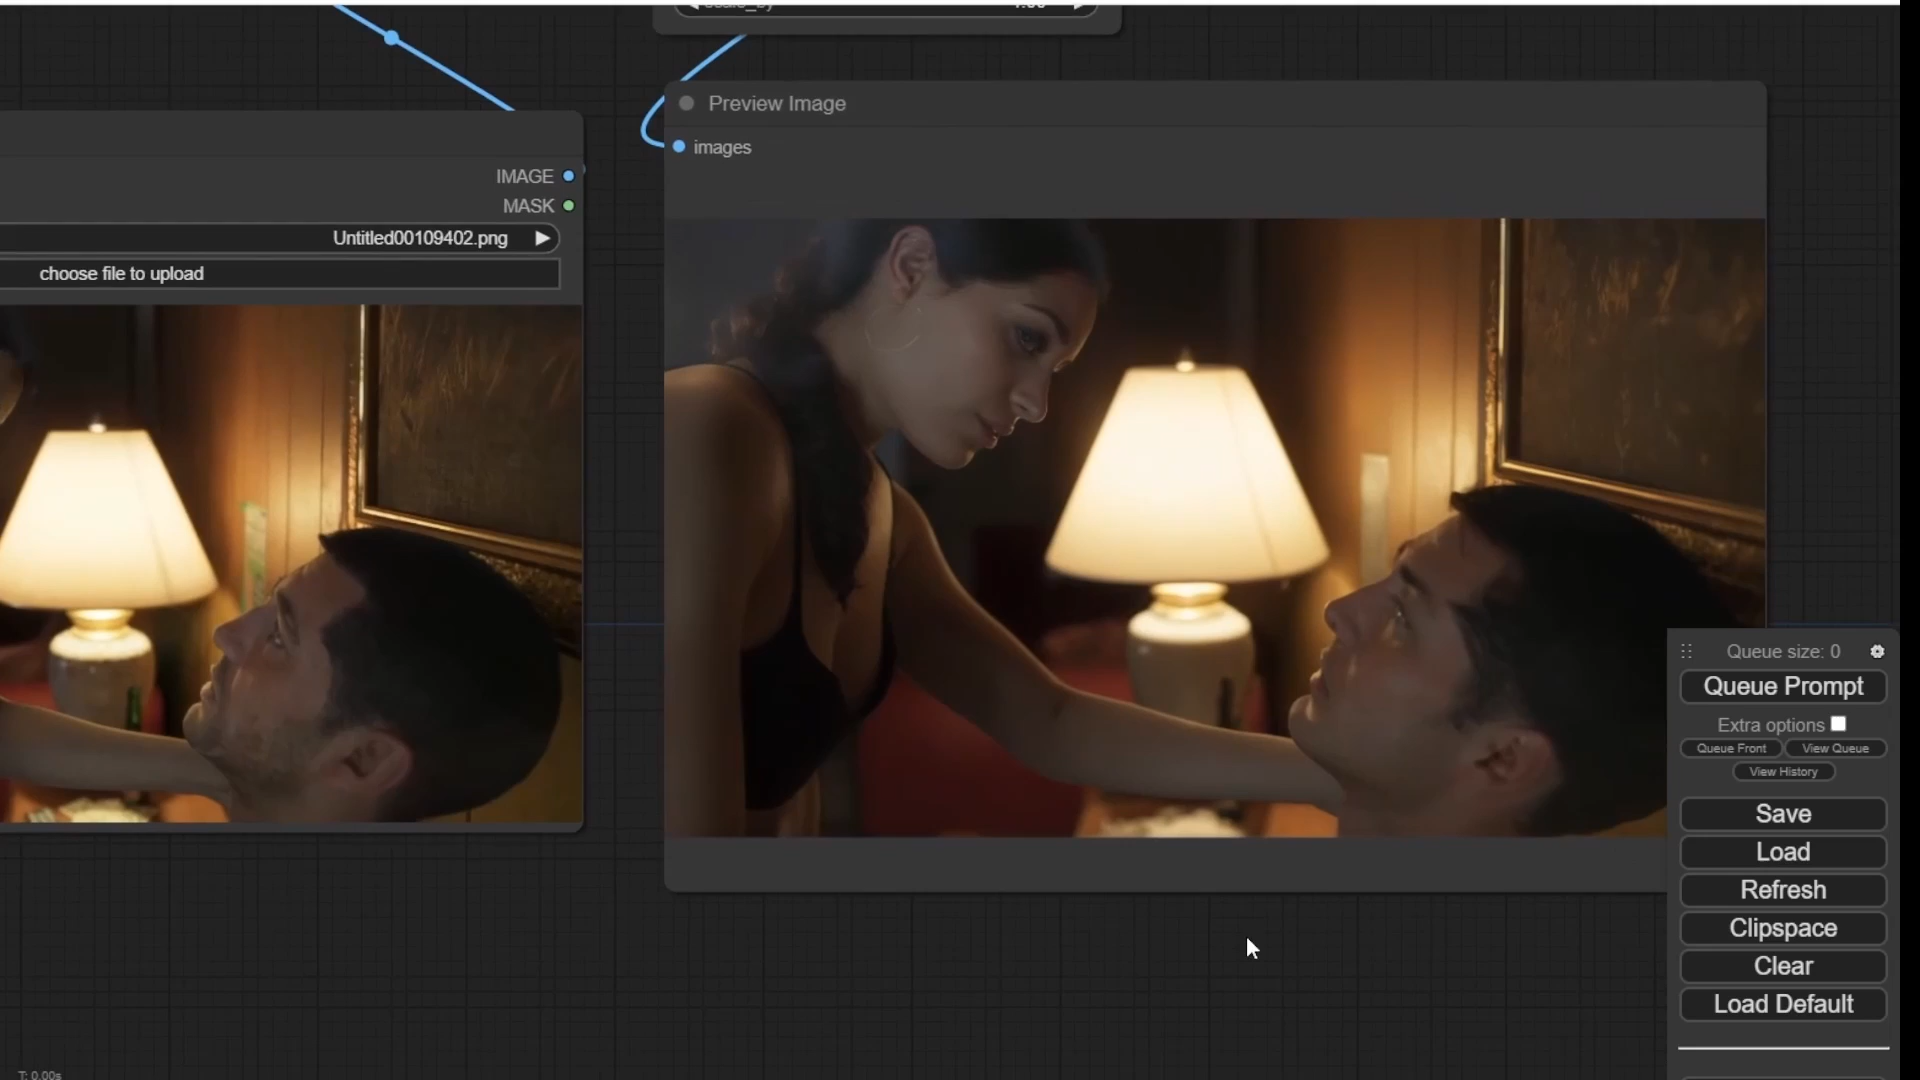 Preview Image
images
IMAGE
MASK
Untitled00109402.png
choose file to upload
Queue size: 0
Queue Prompt
Extra options
Queue Front
View Queue
View History
Save
Load
Refresh
Clipspace
Clear
Load Default
T: 0.00s